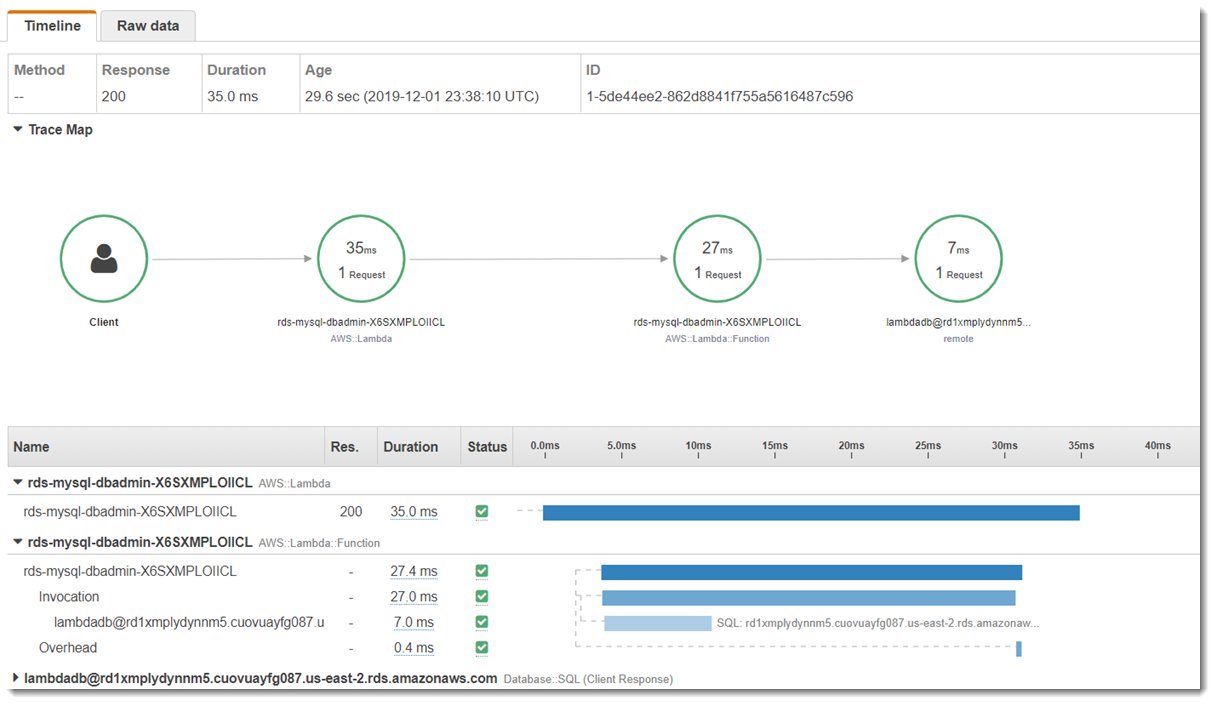 Timeline Raw data
Method Response Duration Age ID
-- 200 35.0 ms 29.6 sec (2019-12-01 23:38:10 UTC) 1-5de44ee2-862d8841f755a5616487c596
Trace Map
35ms 27ms 7ms
1 Request 1 Request 1 Request
Client rds-mysql-dbadmin-X6SXMPLOIICL rds-mysql-dbadmin-X6SXMPLOIICL lambdadb@rd1xmplydynnm5...
AWS::Lambda AWS::Lambda::Function remote
Name Res. Duration Status 0.0ms 5.0ms 10ms 15ms 20ms 25ms 30ms 35ms 40ms
rds-mysql-dbadmin-X6SXMPLOIICL AWS::Lambda
rds-mysql-dbadmin-X6SXMPLOIICL 200 35.0 ms
rds-mysql-dbadmin-X6SXMPLOIICL AWS::Lambda::Function
rds-mysql-dbadmin-X6SXMPLOIICL - 27.4 ms
Invocation - 27.0 ms
lambdadb@rd1xmplydynnm5.cuovuayfg087.u - 7.0 ms SQL: rd1xmplydynnm5.cuovuayfg087.us-east-2.rds.amazonaw...
Overhead - 0.4 ms
lambdadb@rd1xmplydynnm5.cuovuayfg087.us-east-2.rds.amazonaws.com Database::SQL (Client Response)